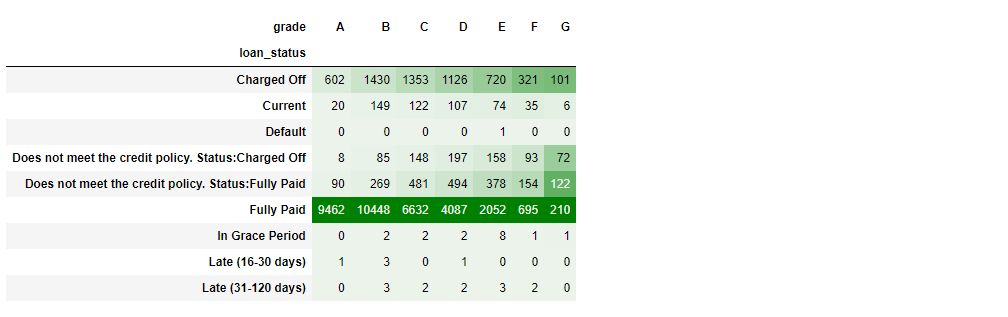 grade A B C D E F G
loan_status
Charged Off 602 1430 1353 1126 720 321 101
Current 20 149 122 107 74 35 6
Default 0 0 0 0 1 0 0
Does not meet the credit policy. Status:Charged Off 8 85 148 197 158 93 72
Does not meet the credit policy. Status:Fully Paid 90 269 481 494 378 154 122
Fully Paid 9462 10448 6632 4087 2052 695 210
In Grace Period 0 2 2 2 8 1 1
Late (16-30 days) 1 3 0 1 0 0 0
Late (31-120 days) 0 3 2 2 3 2 0